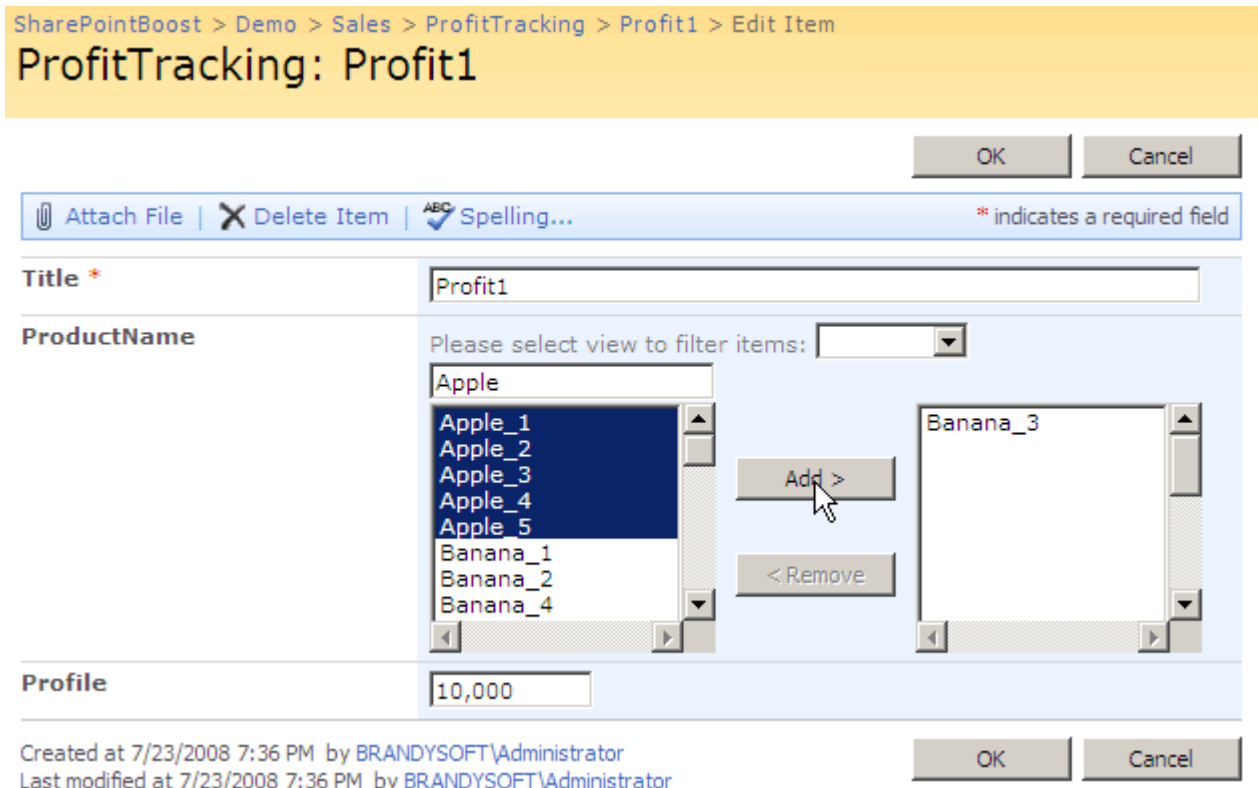 SharePointBoost > Demo > Sales > ProfitTracking > Profit1 > Edit Item
ProfitTracking: Profit1
OK Cancel
Attach File | Delete Item | ABC Spelling... * indicates a required field
Title * Profit1
ProductName Please select view to filter items:
Apple
Apple_1 Banana_3
Apple_2
Apple_3 Add >
Apple_4
Apple_5
Banana_1
Banana_2 < Remove
Banana_4
Profile 10,000
Created at 7/23/2008 7:36 PM by BRANDYSOFT\Administrator OK Cancel
Last modified at 7/23/2008 7:36 PM by BRANDYSOFT\Administrator